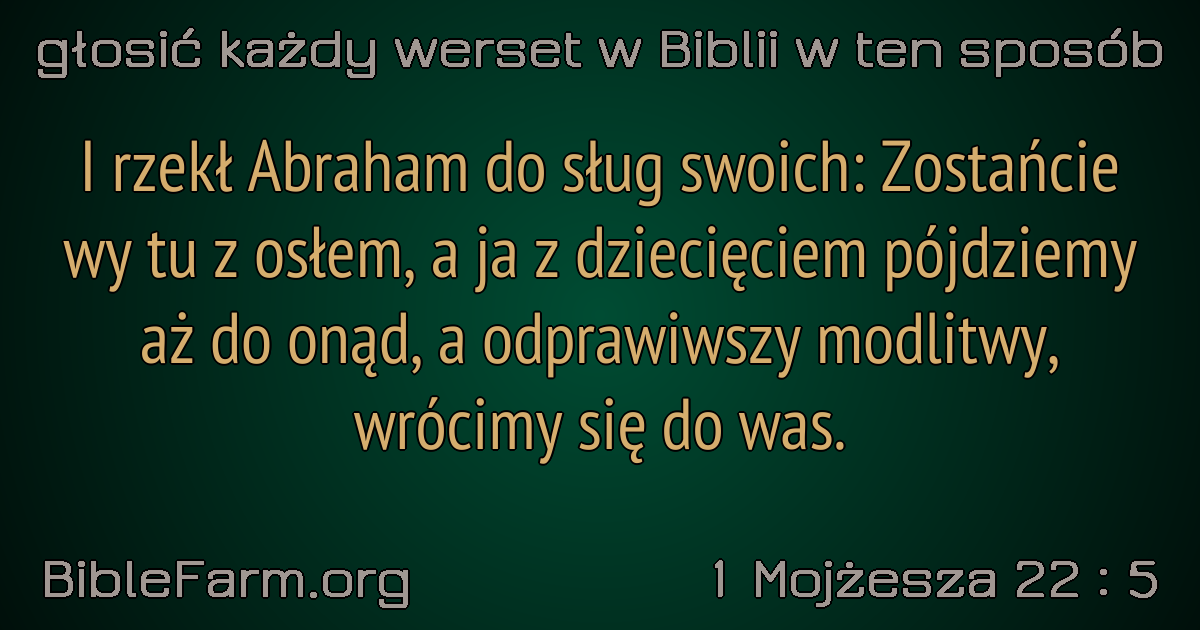 głosić każdy werset w Biblii w ten sposób
I rzekł Abraham do sług swoich: Zostańcie
wy tu z osłem, a ja z dziecięciem pójdziemy
aż do onąd, a odprawiwszy modlitwy,
wrócimy się do was.
BibleFarm.org
1 Mojżesza 22 : 5